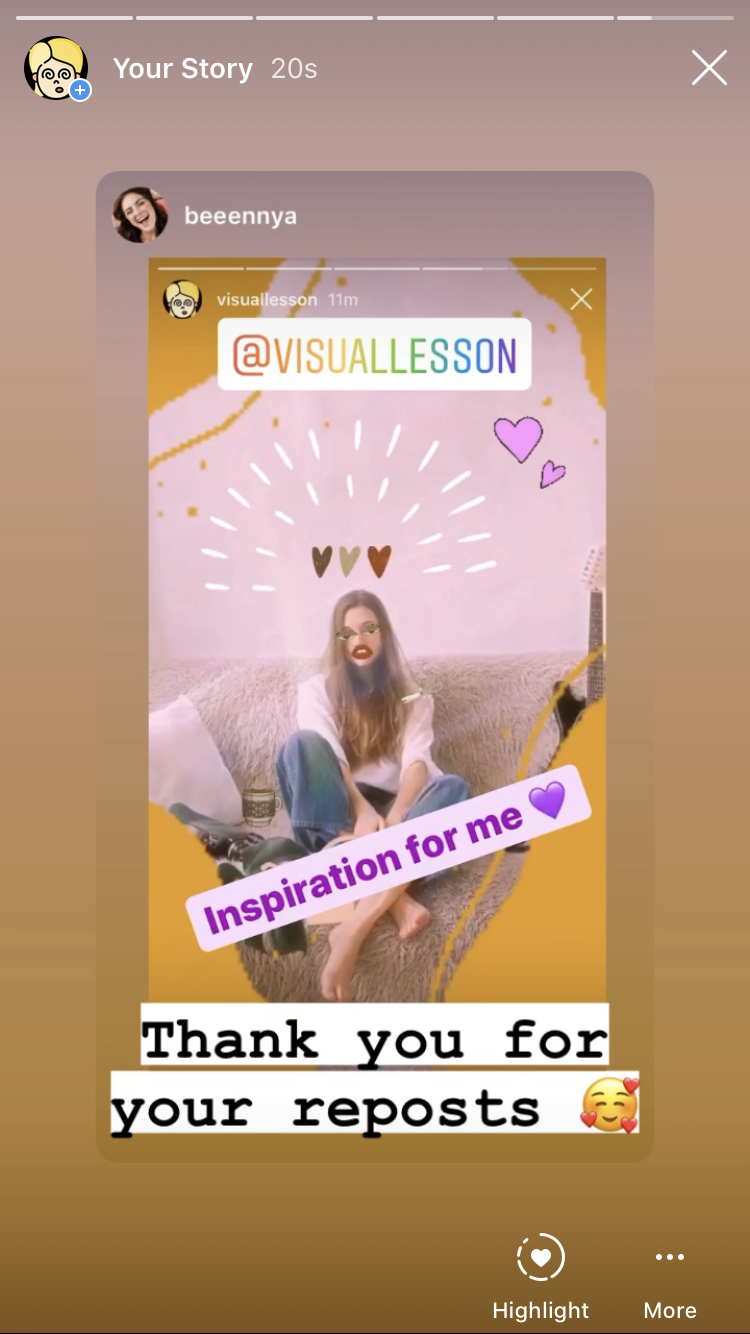 Your Story 20s
beeennya
visuallesson 11m
@VISUALLESSON
Inspiration for me 💜
Thank you for
your reposts 🥰
Highlight
More